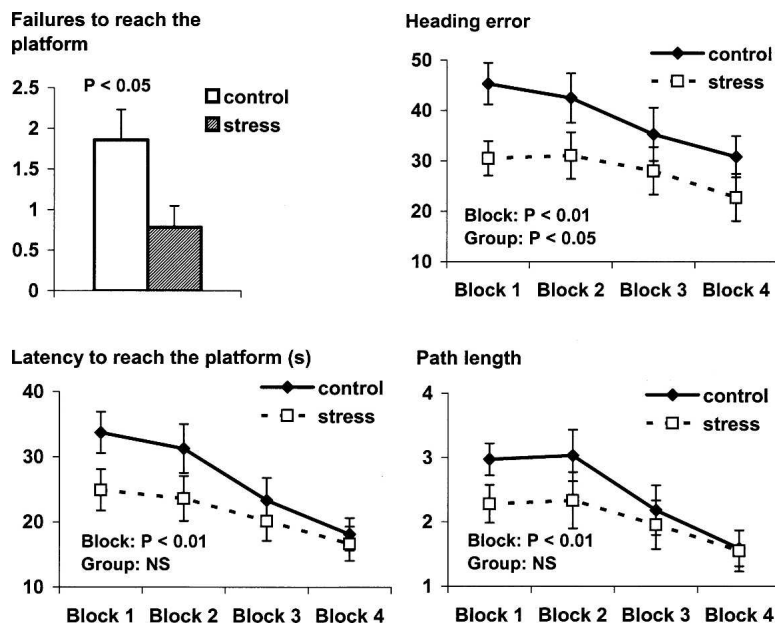 Failures to reach the
platform
P < 0.05
control
stress
2.5
2
1.5
1
0.5
0
Heading error
control
stress
50
40
30
20
10
Block: P < 0.01
Group: P < 0.05
Block 1 Block 2 Block 3 Block 4
Latency to reach the platform (s)
control
stress
40
30
20
10
Block: P < 0.01
Group: NS
Block 1 Block 2 Block 3 Block 4
Path length
control
stress
4
3
2
1
Block: P < 0.01
Group: NS
Block 1 Block 2 Block 3 Block 4